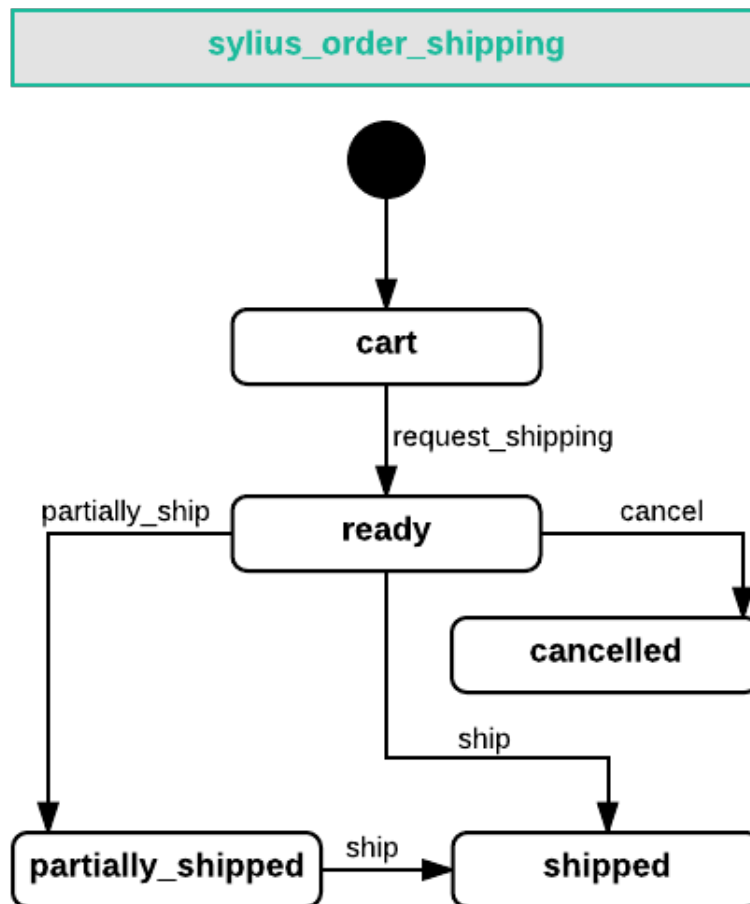 sylius_order_shipping
cart
request_shipping
partially_ship
cancel
ready
cancelled
ship
partially_shipped
ship
shipped